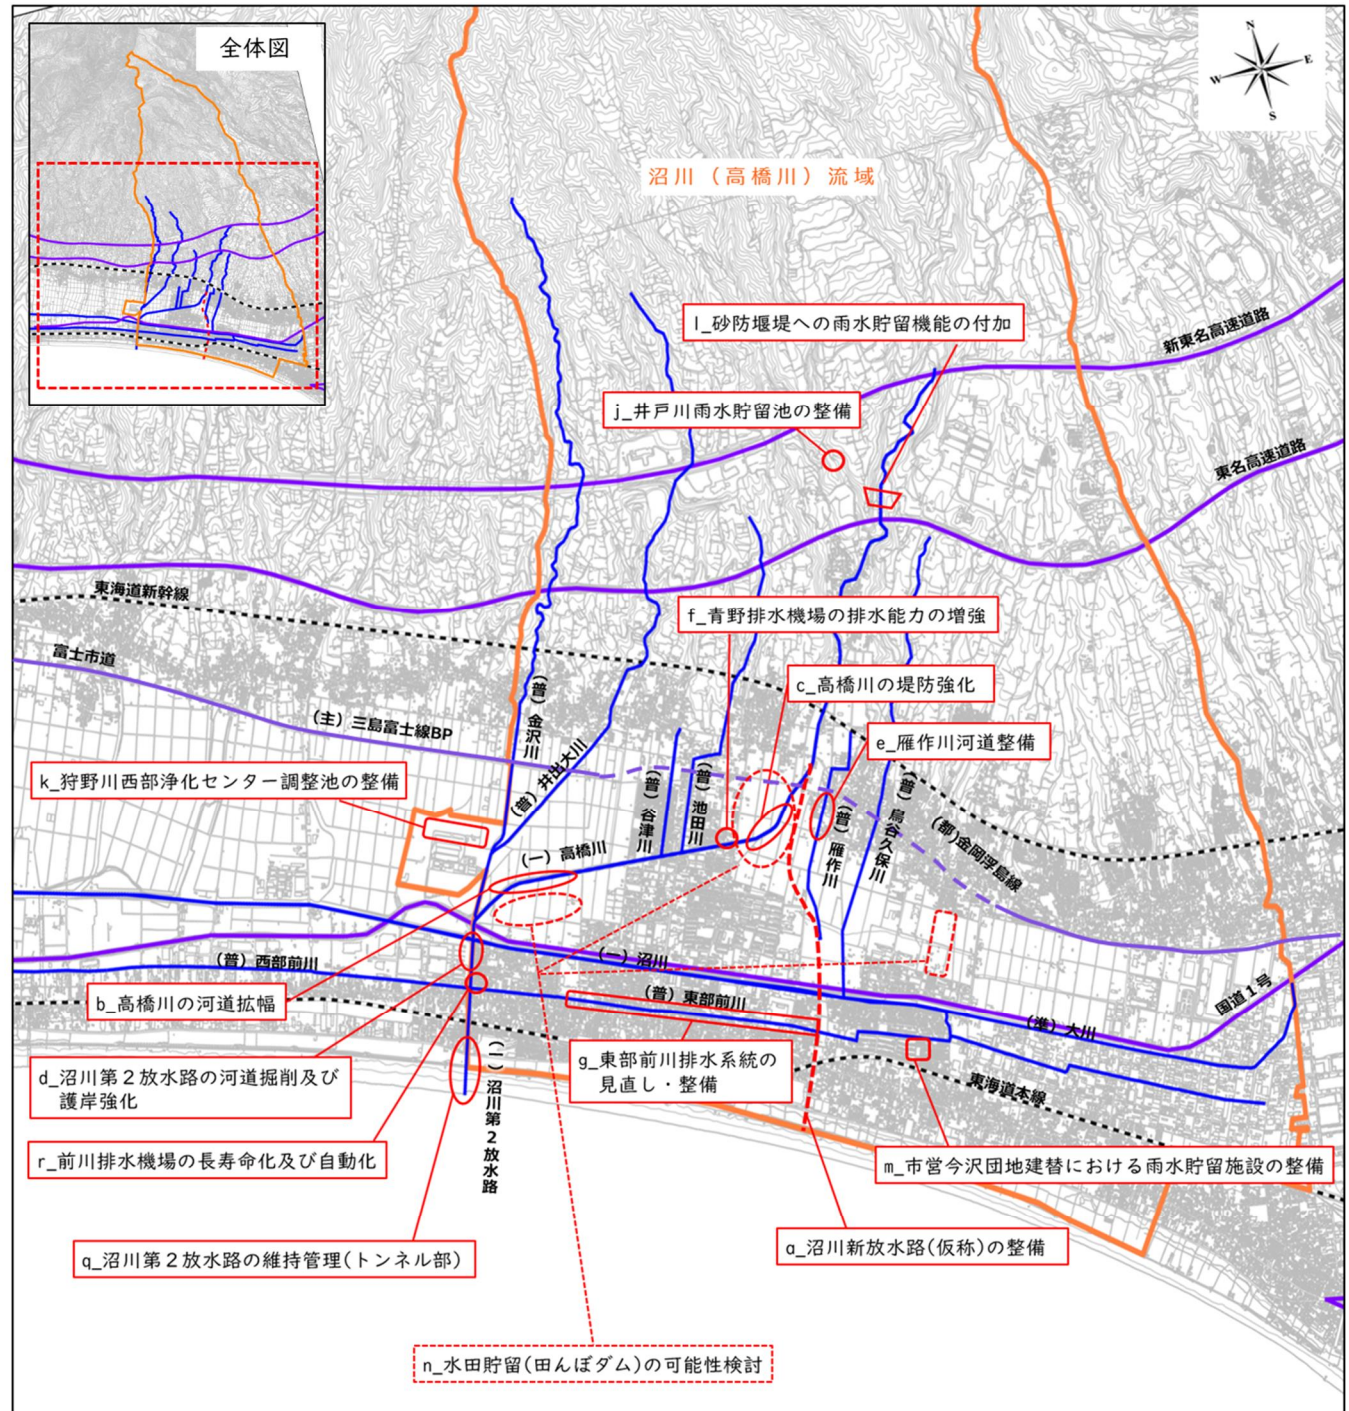 全体図
N
W
E
S
沼川（高橋川）流域
l_砂防堰堤への雨水貯留機能の付加
新東名高速道路
j_井戸川雨水貯留池の整備
東名高速道路
東海道新幹線
f_青野排水機場の排水能力の増強
富士市道
c_高橋川の堤防強化
(主)三島富士線BP
(普)金沢川
e_雁作川河道整備
k_狩野川西部浄化センター調整池の整備
(普)井出大川
(普)谷津川
(普)池田川
(普)雁作川
(普)烏谷久保川
(都)金岡浮島線
(一)高橋川
(普)西部前川
(一)沼川
b_高橋川の河道拡幅
(普)東部前川
国道1号
(準)大川
d_沼川第２放水路の河道掘削及び
護岸強化
(一)沼川第２放水路
g_東部前川排水系統の
見直し・整備
東海道本線
r_前川排水機場の長寿命化及び自動化
m_市営今沢団地建替における雨水貯留施設の整備
q_沼川第２放水路の維持管理(トンネル部)
a_沼川新放水路(仮称)の整備
n_水田貯留(田んぼダム)の可能性検討